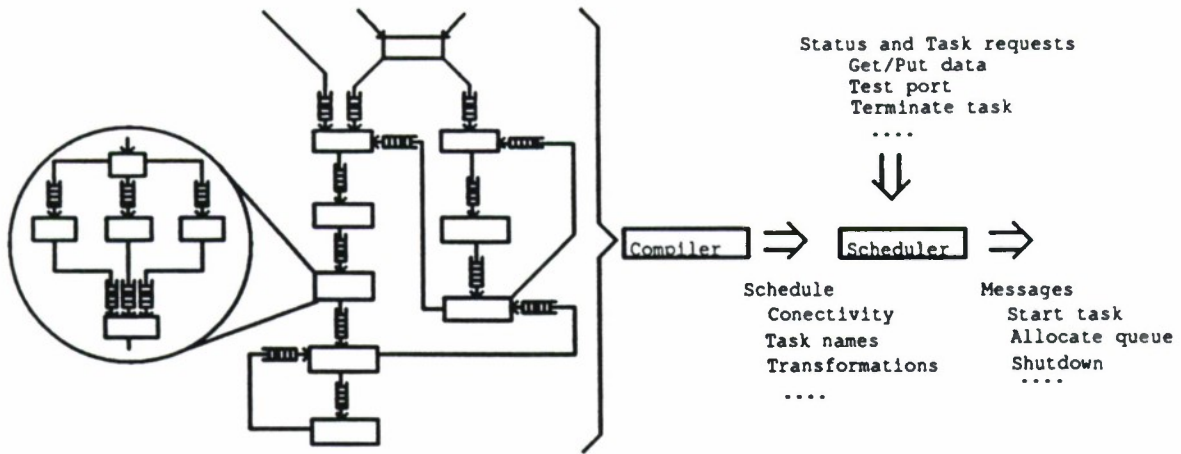 Status and Task requests
Get/Put data
Test port
Terminate task
....
Compiler
Scheduler
Schedule
Conectivity
Task names
Transformations
....
Messages
Start task
Allocate queue
Shutdown
....